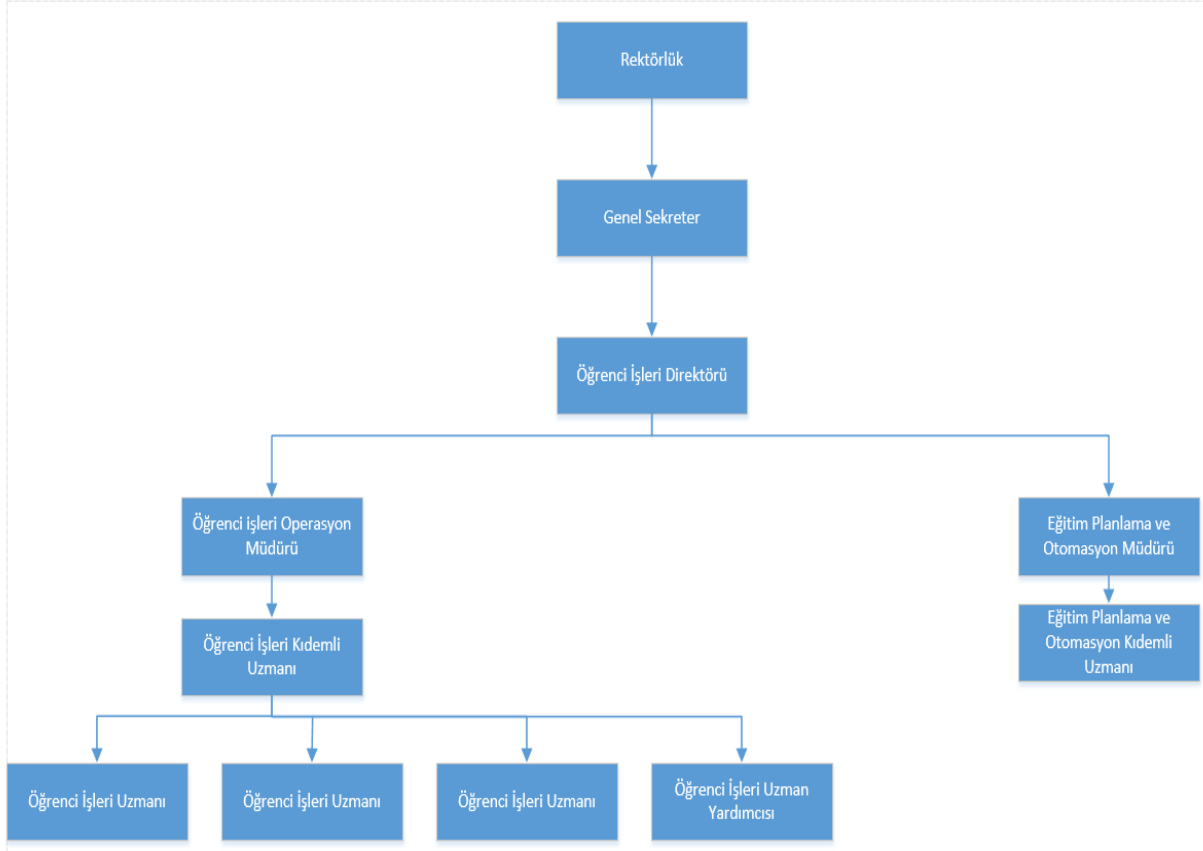 Rektörlük
Genel Sekreter
Öğrenci İşleri Direktörü
Öğrenci işleri Operasyon
Müdürü
Eğitim Planlama ve
Otomasyon Müdürü
Öğrenci İşleri Kıdemli
Uzmanı
Eğitim Planlama ve
Otomasyon Kıdemli
Uzmanı
Öğrenci İşleri Uzmanı
Öğrenci İşleri Uzmanı
Öğrenci İşleri Uzmanı
Öğrenci İşleri Uzman
Yardımcısı